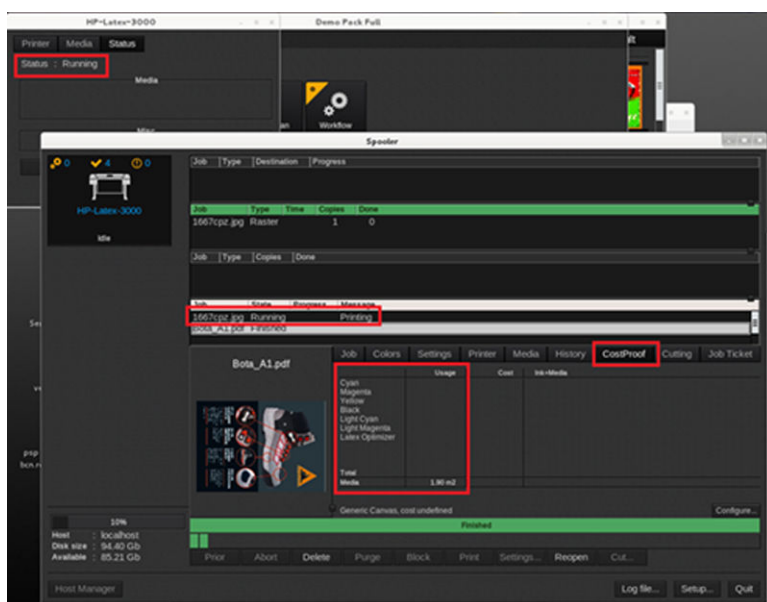 HP-Latex-3000
Demo Pack Full
Printer Media Status
Status : Running
Media
Workflow
Spooler
0 4 0
HP-Latex-3000
Idle
Job Type Destination Progress
Job Type Time Copies Done
1667cpz.jpg Raster 1 0
Job Type Copies Done
Job State Progress Message
1667cpz.jpg Running Printing
Bota_A1.pdf Finished
Bota_A1.pdf
Job Colors Settings Printer Media History CostProof Cutting Job Ticket
Usage Cost Ink+Media
Cyan
Magenta
Yellow
Black
Light Cyan
Light Magenta
Latex Optimizer
Total
Media 1.90 m2
Generic Canvas, cost undefined
Configure...
10%
Finished
Host : localhost
Disk size : 94.40 Gb
Available : 85.21 Gb
Prior Abort Delete Purge Block Print Settings... Reopen Cut...
Host Manager
Log file... Setup... Quit